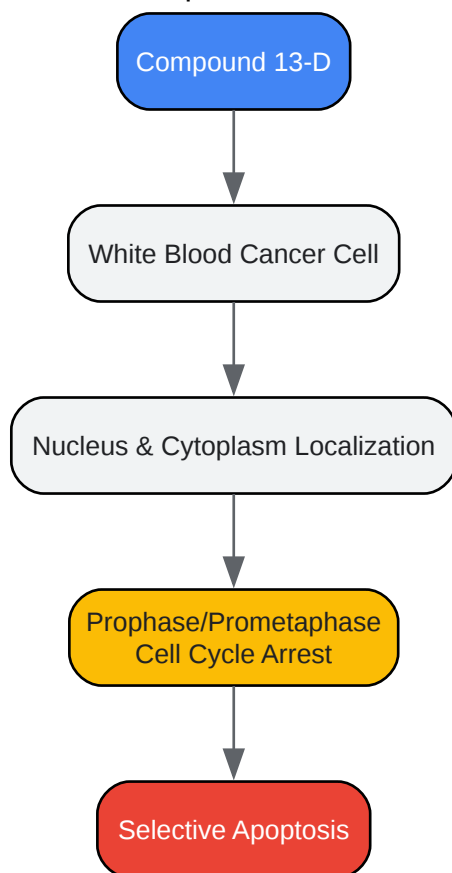 Compound 13-D
White Blood Cancer Cell
Nucleus & Cytoplasm Localization
Prophase/Prometaphase
Cell Cycle Arrest
Selective Apoptosis